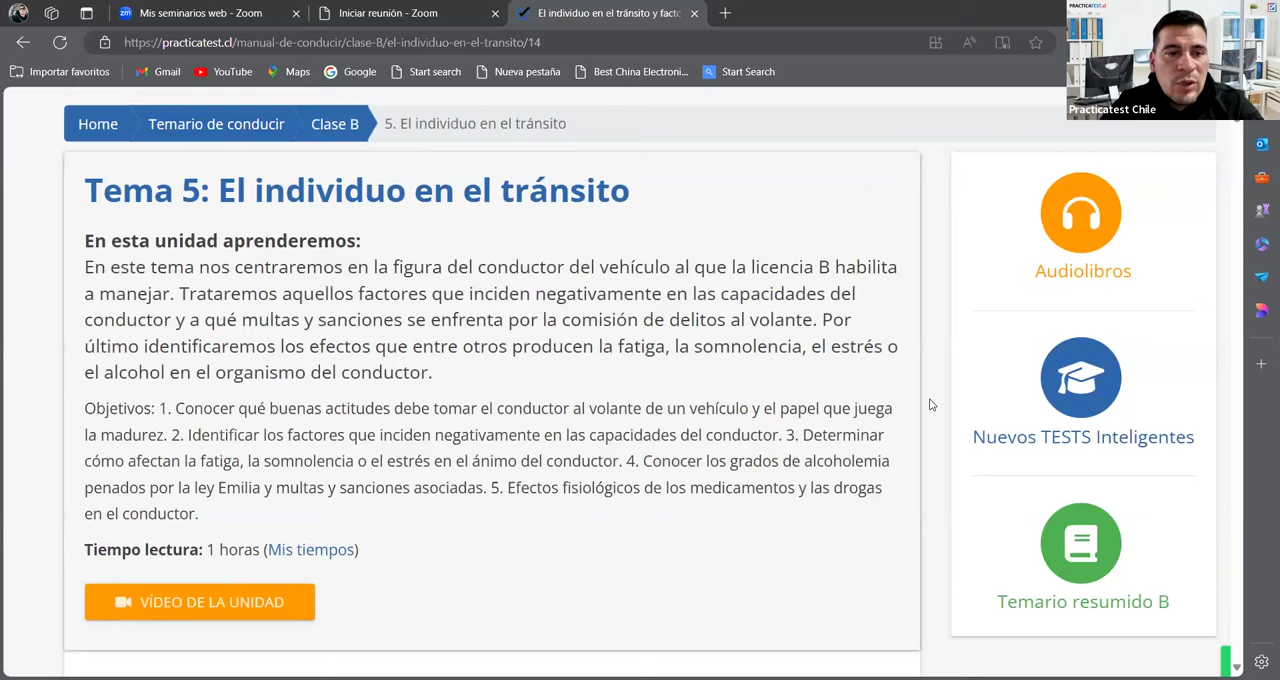 Mis seminarios web - Zoom
Iniciar reunión - Zoom
El individuo en el tránsito y facto
https://practicatest.cl/manual-de-conducir/clase-B/el-individuo-en-el-transito/14
Importar favoritos
Gmail
YouTube
Maps
Google
Start search
Nueva pestaña
Best China Electroni...
Start Search
PRACTICATEST.cl
Practicatest Chile
Home
Temario de conducir
Clase B
5. El individuo en el tránsito
Tema 5: El individuo en el tránsito
En esta unidad aprenderemos:
En este tema nos centraremos en la figura del conductor del vehículo al que la licencia B habilita
a manejar. Trataremos aquellos factores que inciden negativamente en las capacidades del
conductor y a qué multas y sanciones se enfrenta por la comisión de delitos al volante. Por
último identificaremos los efectos que entre otros producen la fatiga, la somnolencia, el estrés o
el alcohol en el organismo del conductor.
Objetivos: 1. Conocer qué buenas actitudes debe tomar el conductor al volante de un vehículo y el papel que juega
la madurez. 2. Identificar los factores que inciden negativamente en las capacidades del conductor. 3. Determinar
cómo afectan la fatiga, la somnolencia o el estrés en el ánimo del conductor. 4. Conocer los grados de alcoholemia
penados por la ley Emilia y multas y sanciones asociadas. 5. Efectos fisiológicos de los medicamentos y las drogas
en el conductor.
Tiempo lectura: 1 horas (Mis tiempos)
VÍDEO DE LA UNIDAD
Audiolibros
Nuevos TESTS Inteligentes
Temario resumido B